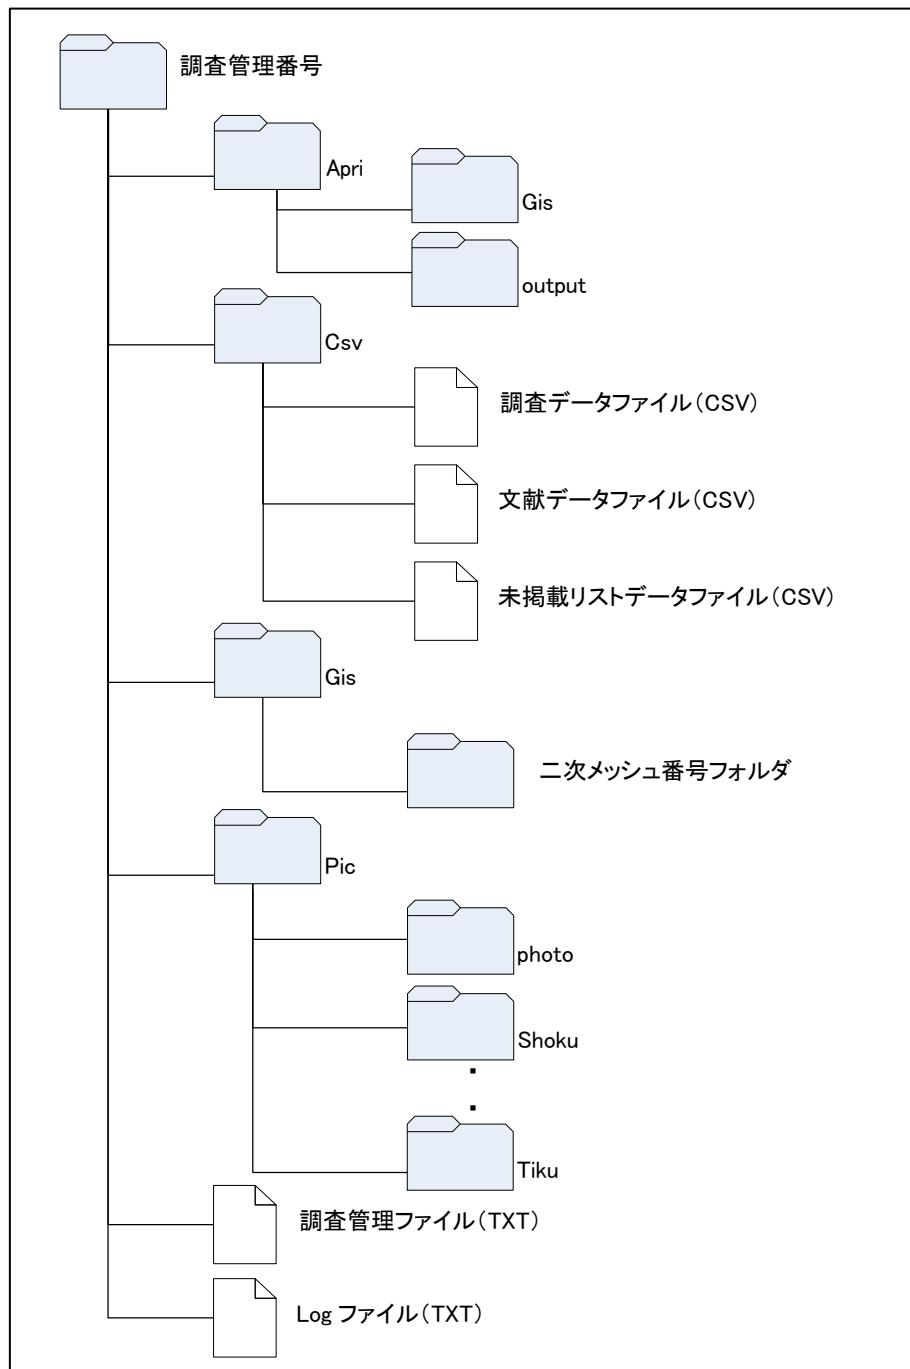 調査管理番号
Apri
Gis
output
Csv
調査データファイル（CSV）
文献データファイル（CSV）
未掲載リストデータファイル（CSV）
Gis
二次メッシュ番号フォルダ
Pic
photo
Shoku
・
・
Tiku
調査管理ファイル（TXT）
Log ファイル（TXT）